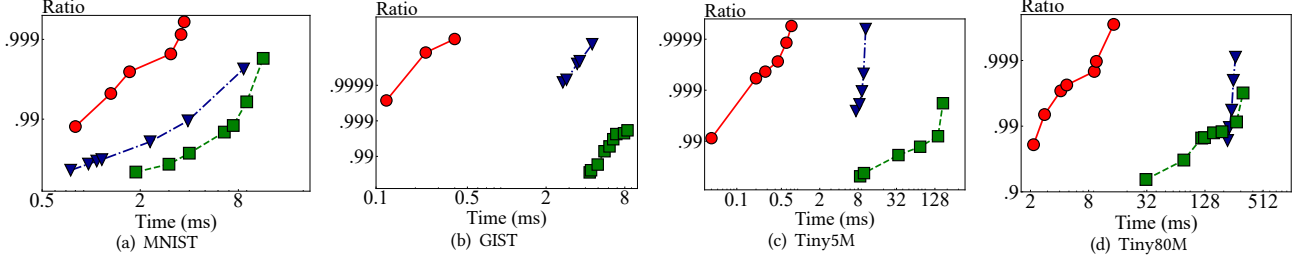 Ratio
.999
.99
0
0.5
2
8
Time (ms)
(a) MNIST
Ratio
.9999
.999
.99
0
0.1
2
8
Time (ms)
(b) GIST
Ratio
.9999
.999
.99
0.1
0.5
2
8
32
128
Time (ms)
(c) Tiny5M
Ratio
.999
.99
.9
2
8
32
128
512
Time (ms)
(d) Tiny80M